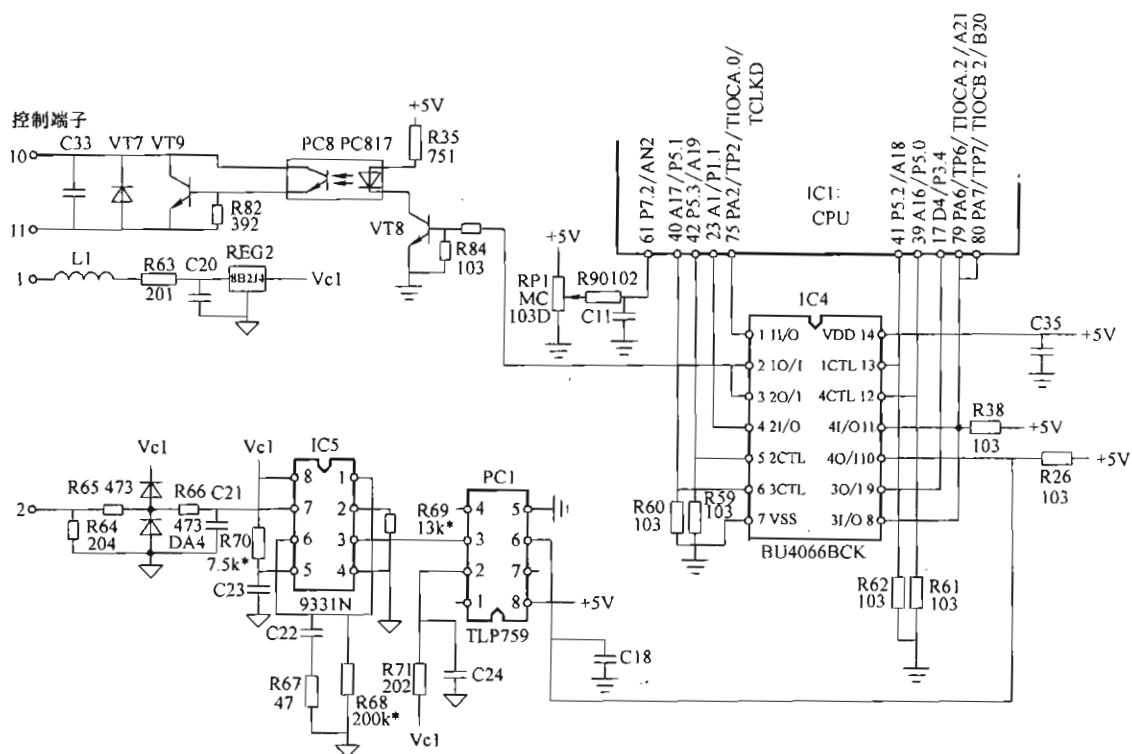 控制端子
C33
VT7
VT9
10
11
R82
392
PC8 PC817
+5V
R35
751
VT8
R84
103
1
L1
R63
201
C20
REG2
Vc1
+5V
RP1
MC
103D
R90102
C11
61 P7.2/AN2
40 A17/P5.1
42 P5.3/A19
23 A1/P1.1
75 PA2/TP2/TIOCA.0/
TCLKD
IC1:
CPU
41 P5.2/A18
39 A16/P5.0
17 D4/P3.4
79 PA6/TP6/TIOCA.2/A21
80 PA7/TP7/TIOCB 2/B20
IC4
1 1I/O
2 1O/I
3 2O/I
4 2I/O
5 2CTL
6 3CTL
7 VSS
VDD 14
1CTL 13
4CTL 12
4I/O 11
4O/I 10
3O/I 9
3I/O 8
BU4066BCK
C35
+5V
R38
103
+5V
R26
103
+5V
R60
103
R59
103
R62
103
R61
103
2
R65 473
R64
204
Vc1
R66
473
DA4
C21
Vc1
R70
7.5k*
C23
IC5
8
7
6
5
1
2
3
4
9331N
C22
R67
47
R68
200k*
R69
13k*
PC1
4
3
2
1
5
6
7
8
TLP759
+5V
R71
202
Vc1
C24
C18